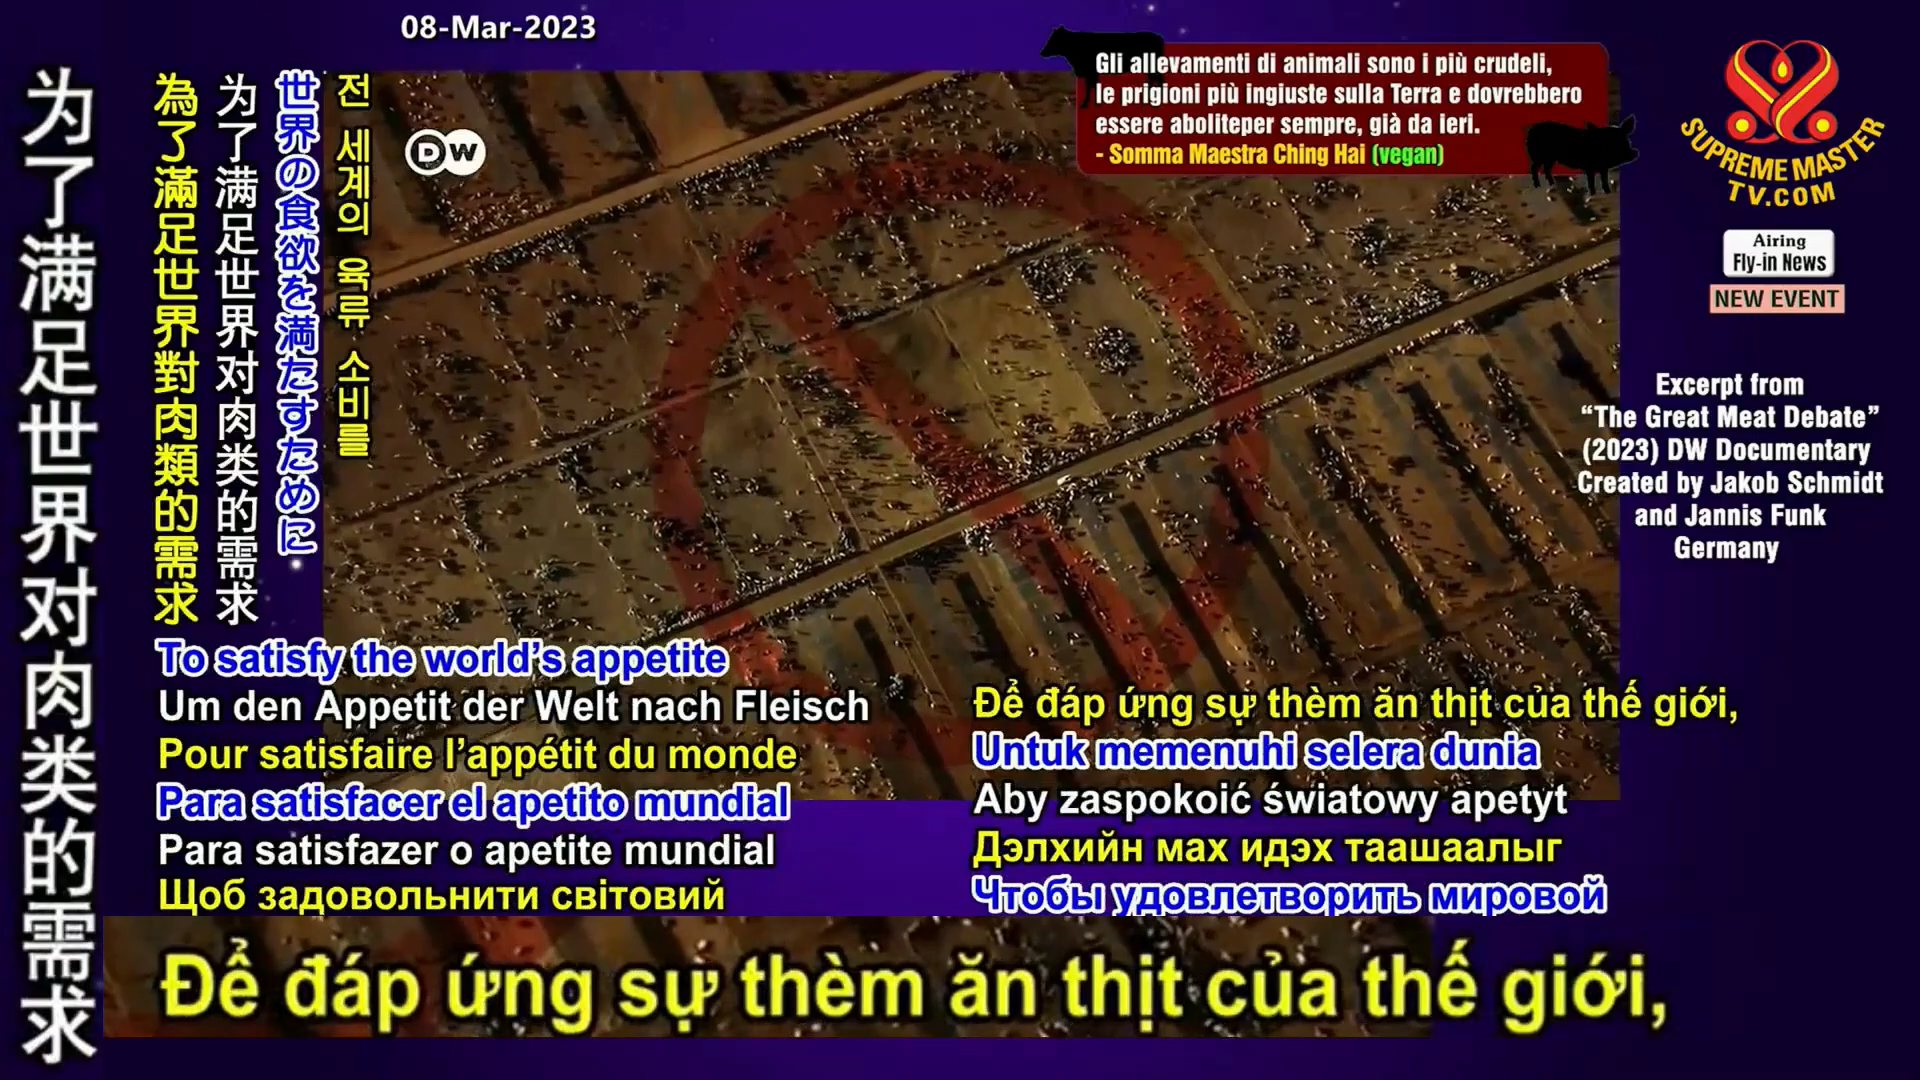 08-Mar-2023
为了满足世界对肉类的需求
為了滿足世界對肉類的需求
为了满足世界对肉类的需求
世界の食欲を満たすために
전 세계의 육류 소비를
DW
Gli allevamenti di animali sono i più crudeli,
le prigioni più ingiuste sulla Terra e dovrebbero
essere aboliteper sempre, già da ieri.
- Somma Maestra Ching Hai (vegan)
SUPREME MASTER
TV.COM
Airing
Fly-in News
NEW EVENT
Excerpt from
“The Great Meat Debate”
(2023) DW Documentary
Created by Jakob Schmidt
and Jannis Funk
Germany
To satisfy the world’s appetite
Um den Appetit der Welt nach Fleisch
Pour satisfaire l’appétit du monde
Para satisfacer el apetito mundial
Para satisfazer o apetite mundial
Щоб задовольнити світовий
Để đáp ứng sự thèm ăn thịt của thế giới,
Untuk memenuhi selera dunia
Aby zaspokoić światowy apetyt
Дэлхийн мах идэх таашаалыг
Чтобы удовлетворить мировой
Để đáp ứng sự thèm ăn thịt của thế giới,